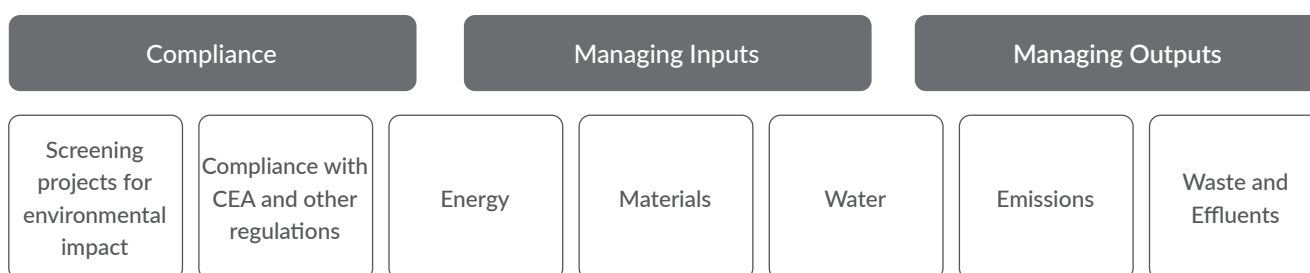 Compliance
Managing Inputs
Managing Outputs
Screening
projects for
environmental
impact
Compliance with
CEA and other
regulations
Energy
Materials
Water
Emissions
Waste and
Effluents